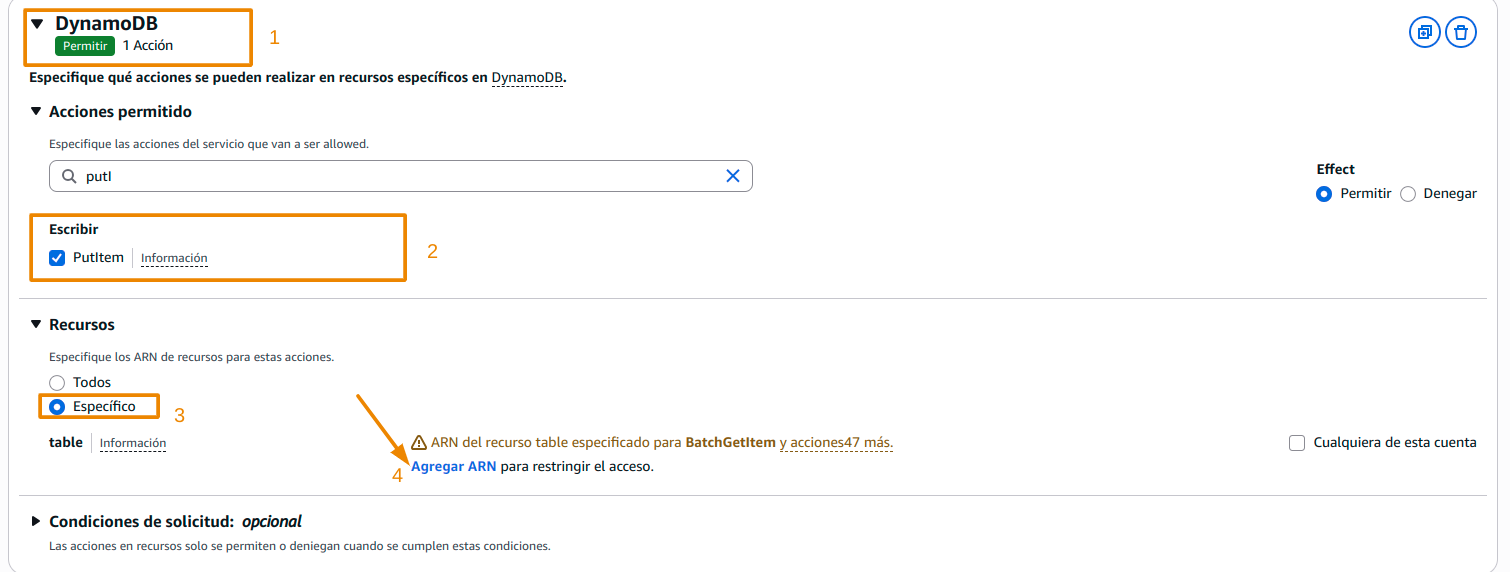 DynamoDB
Permitir 1 Acción
1
Especifique qué acciones se pueden realizar en recursos específicos en DynamoDB.
Acciones permitido
Especifique las acciones del servicio que van a ser allowed.
putI
Effect
Permitir Denegar
Escribir
PutItem Información
2
Recursos
Especifique los ARN de recursos para estas acciones.
Todos
Específico
3
table Información
ARN del recurso table especificado para BatchGetItem y acciones47 más.
Cualquiera de esta cuenta
4
Agregar ARN para restringir el acceso.
Condiciones de solicitud: opcional
Las acciones en recursos solo se permiten o deniegan cuando se cumplen estas condiciones.